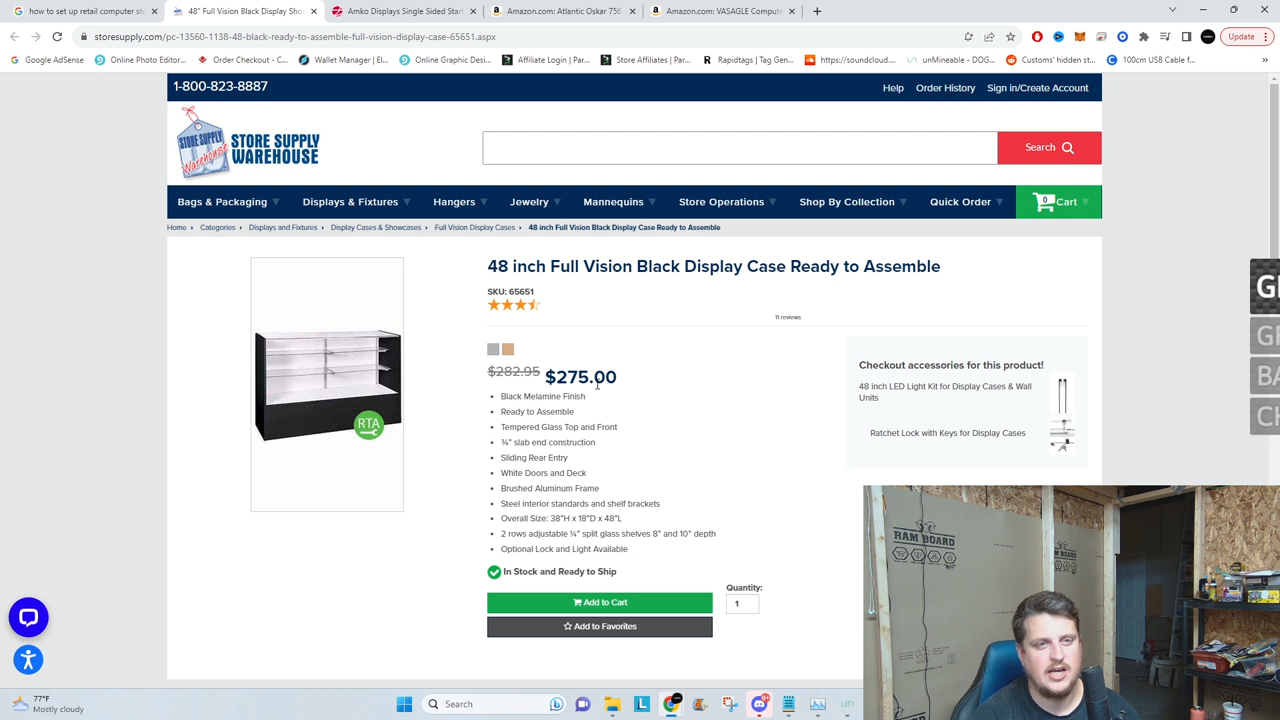 how to set up retail computer st
48" Full Vision Display Showca
Amko Displays Single Sided Start
Amazon.com: Atlantic Oskar 756
Amazon.com: VASAGLE Compute
storesupply.com/pc-13560-1138-48-black-ready-to-assemble-full-vision-display-case-65651.aspx
Update
Google AdSense
Online Photo Editor...
Order Checkout - C...
Wallet Manager | El...
Online Graphic Desi...
Affiliate Login | Par...
Store Affiliates | Par...
Rapidtags | Tag Gen...
https://soundcloud....
unMineable - DOG...
Customs' hidden st...
100cm USB Cable f...
1-800-823-8887
Help
Order History
Sign in/Create Account
STORE SUPPLY
WAREHOUSE
STORE SUPPLY
Warehouse
Search
Bags & Packaging
Displays & Fixtures
Hangers
Jewelry
Mannequins
Store Operations
Shop By Collection
Quick Order
0
Cart
Home
Categories
Displays and Fixtures
Display Cases & Showcases
Full Vision Display Cases
48 inch Full Vision Black Display Case Ready to Assemble
48 inch Full Vision Black Display Case Ready to Assemble
SKU: 65651
11 reviews
$282.95 $275.00
Black Melamine Finish
Ready to Assemble
Tempered Glass Top and Front
¾" slab end construction
Sliding Rear Entry
White Doors and Deck
Brushed Aluminum Frame
Steel interior standards and shelf brackets
Overall Size: 38"H x 18"D x 48"L
2 rows adjustable ¼" split glass shelves 8" and 10" depth
Optional Lock and Light Available
RTA
Checkout accessories for this product!
48 inch LED Light Kit for Display Cases & Wall
Units
Ratchet Lock with Keys for Display Cases
In Stock and Ready to Ship
Quantity:
Add to Cart
1
Add to Favorites
RAM BOARD
RAM BOARD
77°F
Mostly cloudy
Search